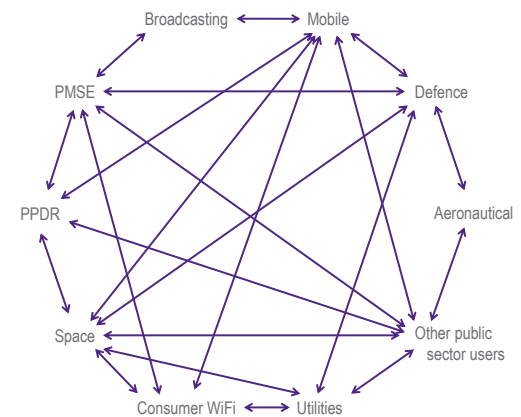 Broadcasting
Mobile
PMSE
Defence
PPDR
Aeronautical
Space
Other public
sector users
Consumer WiFi
Utilities